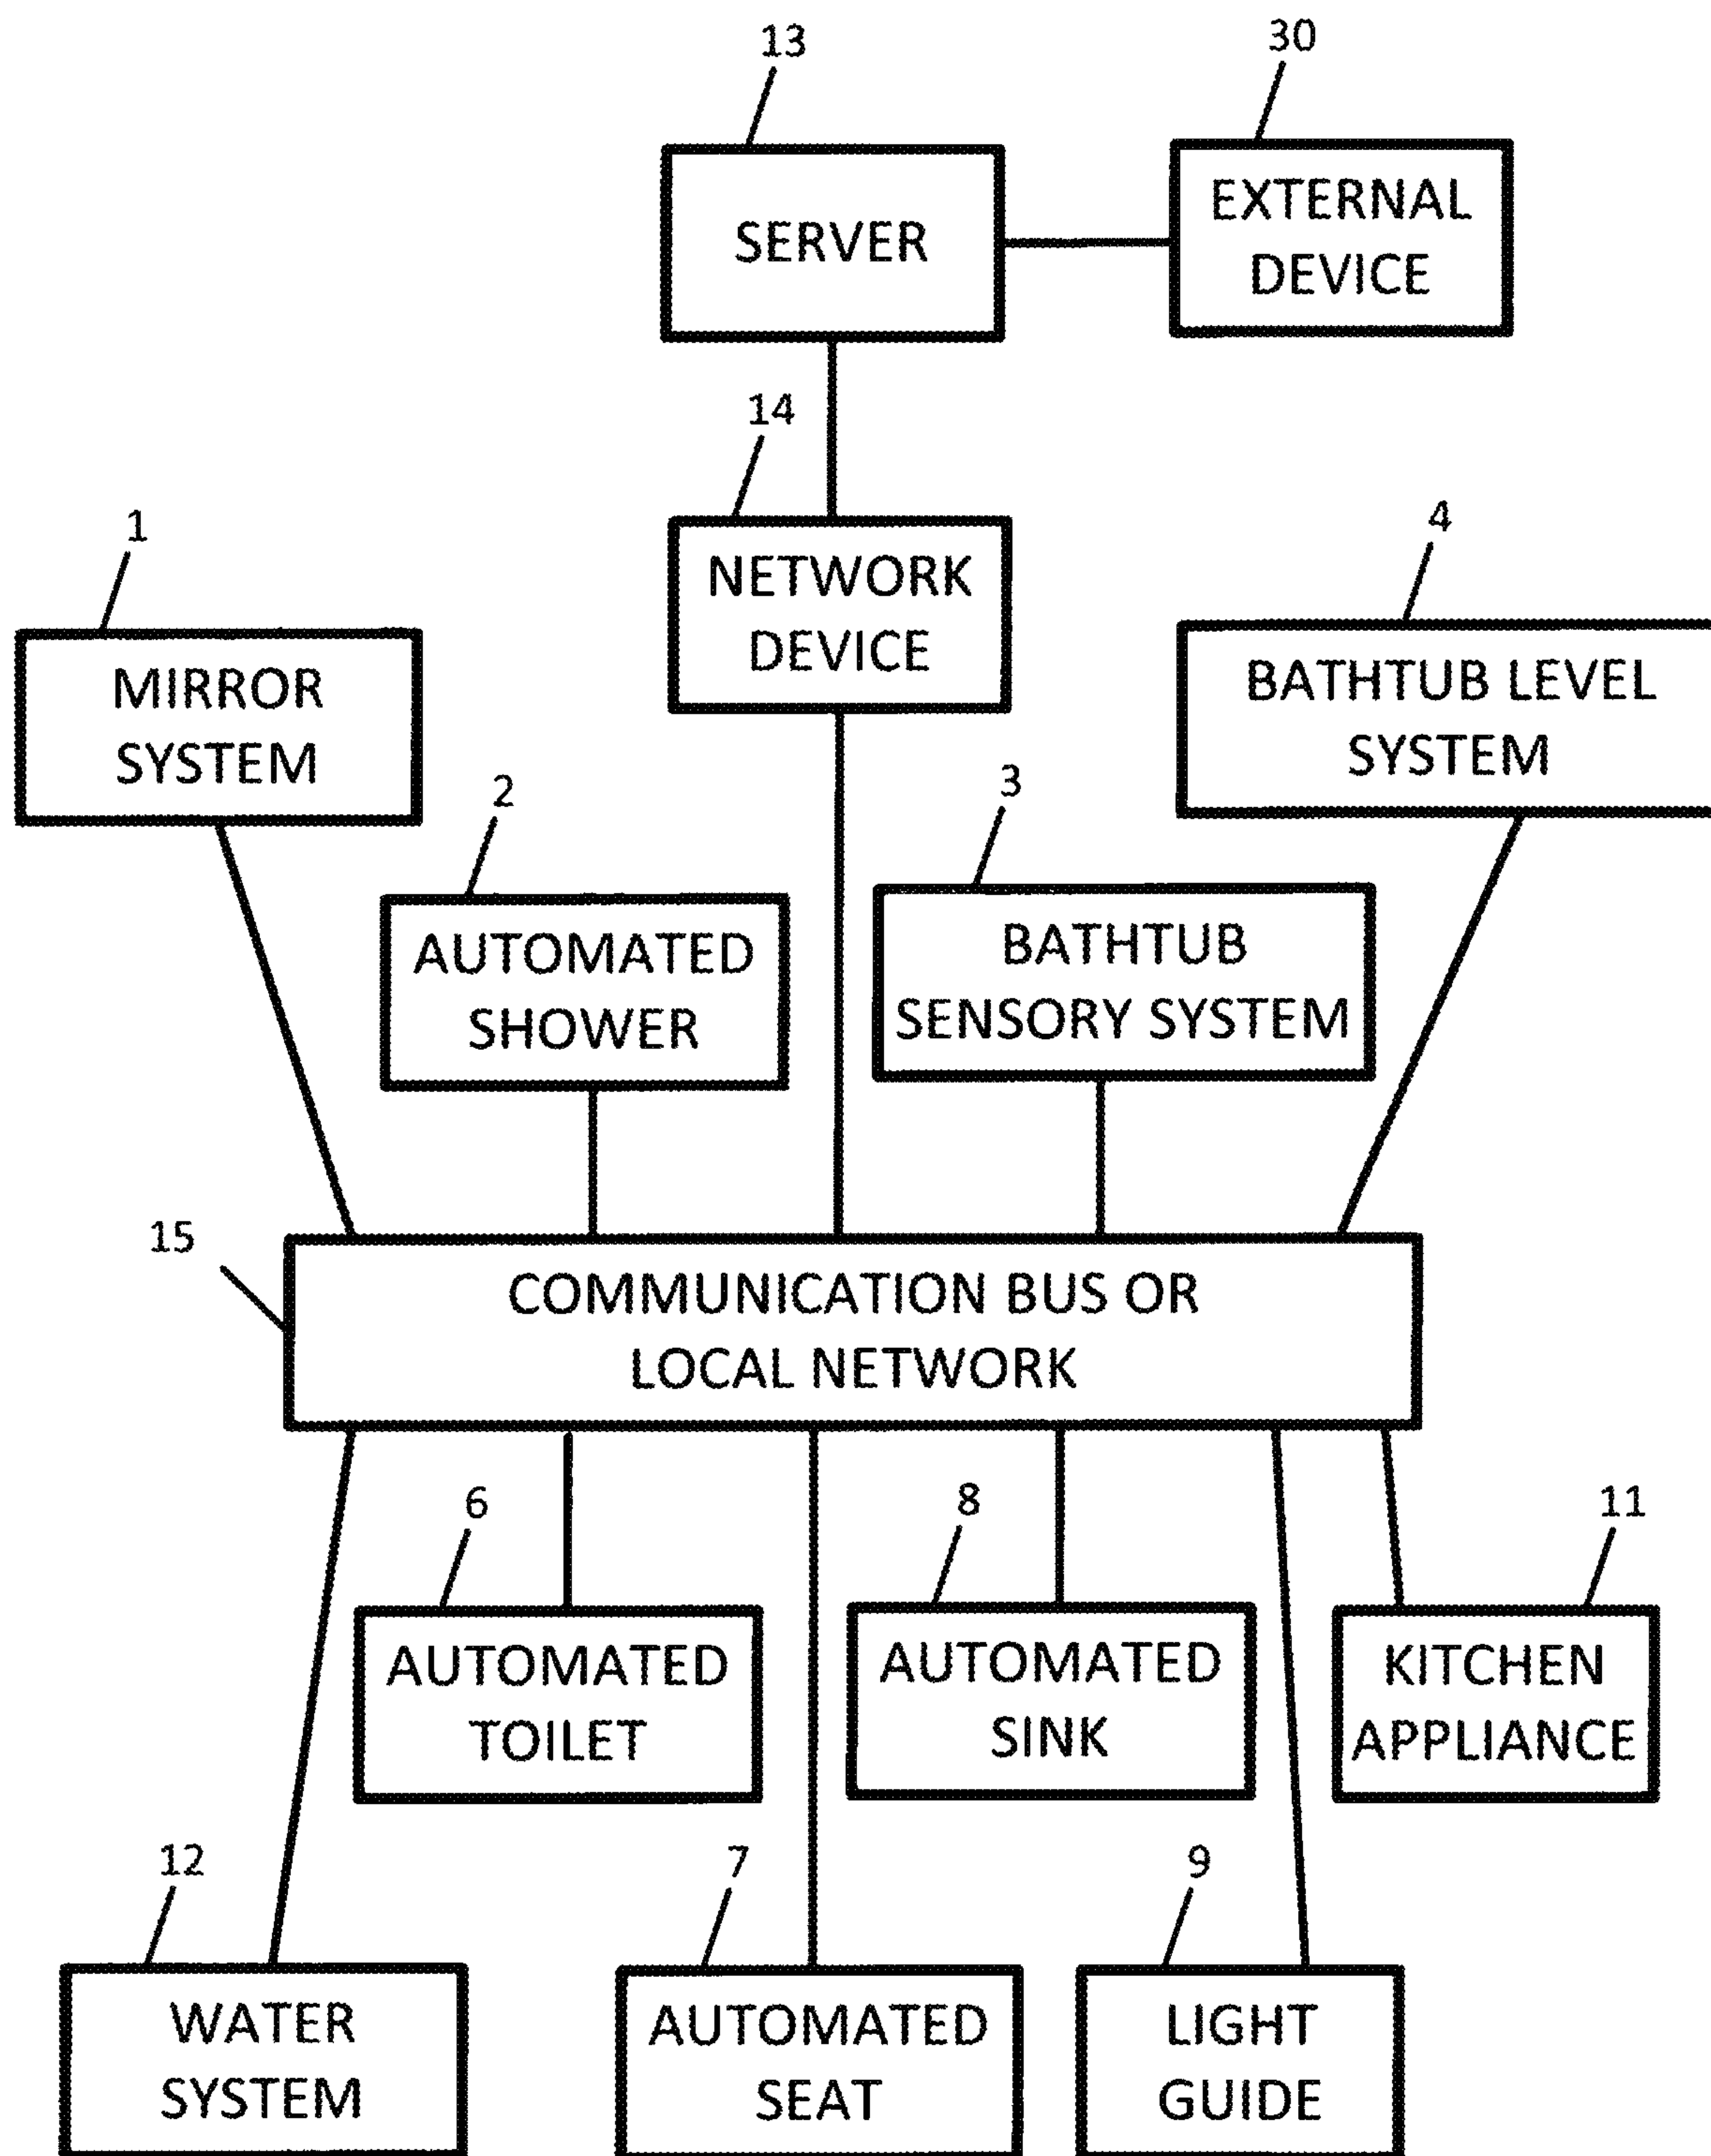 13
30
SERVER
EXTERNAL
DEVICE
14
NETWORK
DEVICE
1
MIRROR
SYSTEM
4
BATHTUB LEVEL
SYSTEM
2
AUTOMATED
SHOWER
3
BATHTUB
SENSORY SYSTEM
15
COMMUNICATION BUS OR
LOCAL NETWORK
6
AUTOMATED
TOILET
8
AUTOMATED
SINK
11
KITCHEN
APPLIANCE
12
WATER
SYSTEM
7
AUTOMATED
SEAT
9
LIGHT
GUIDE